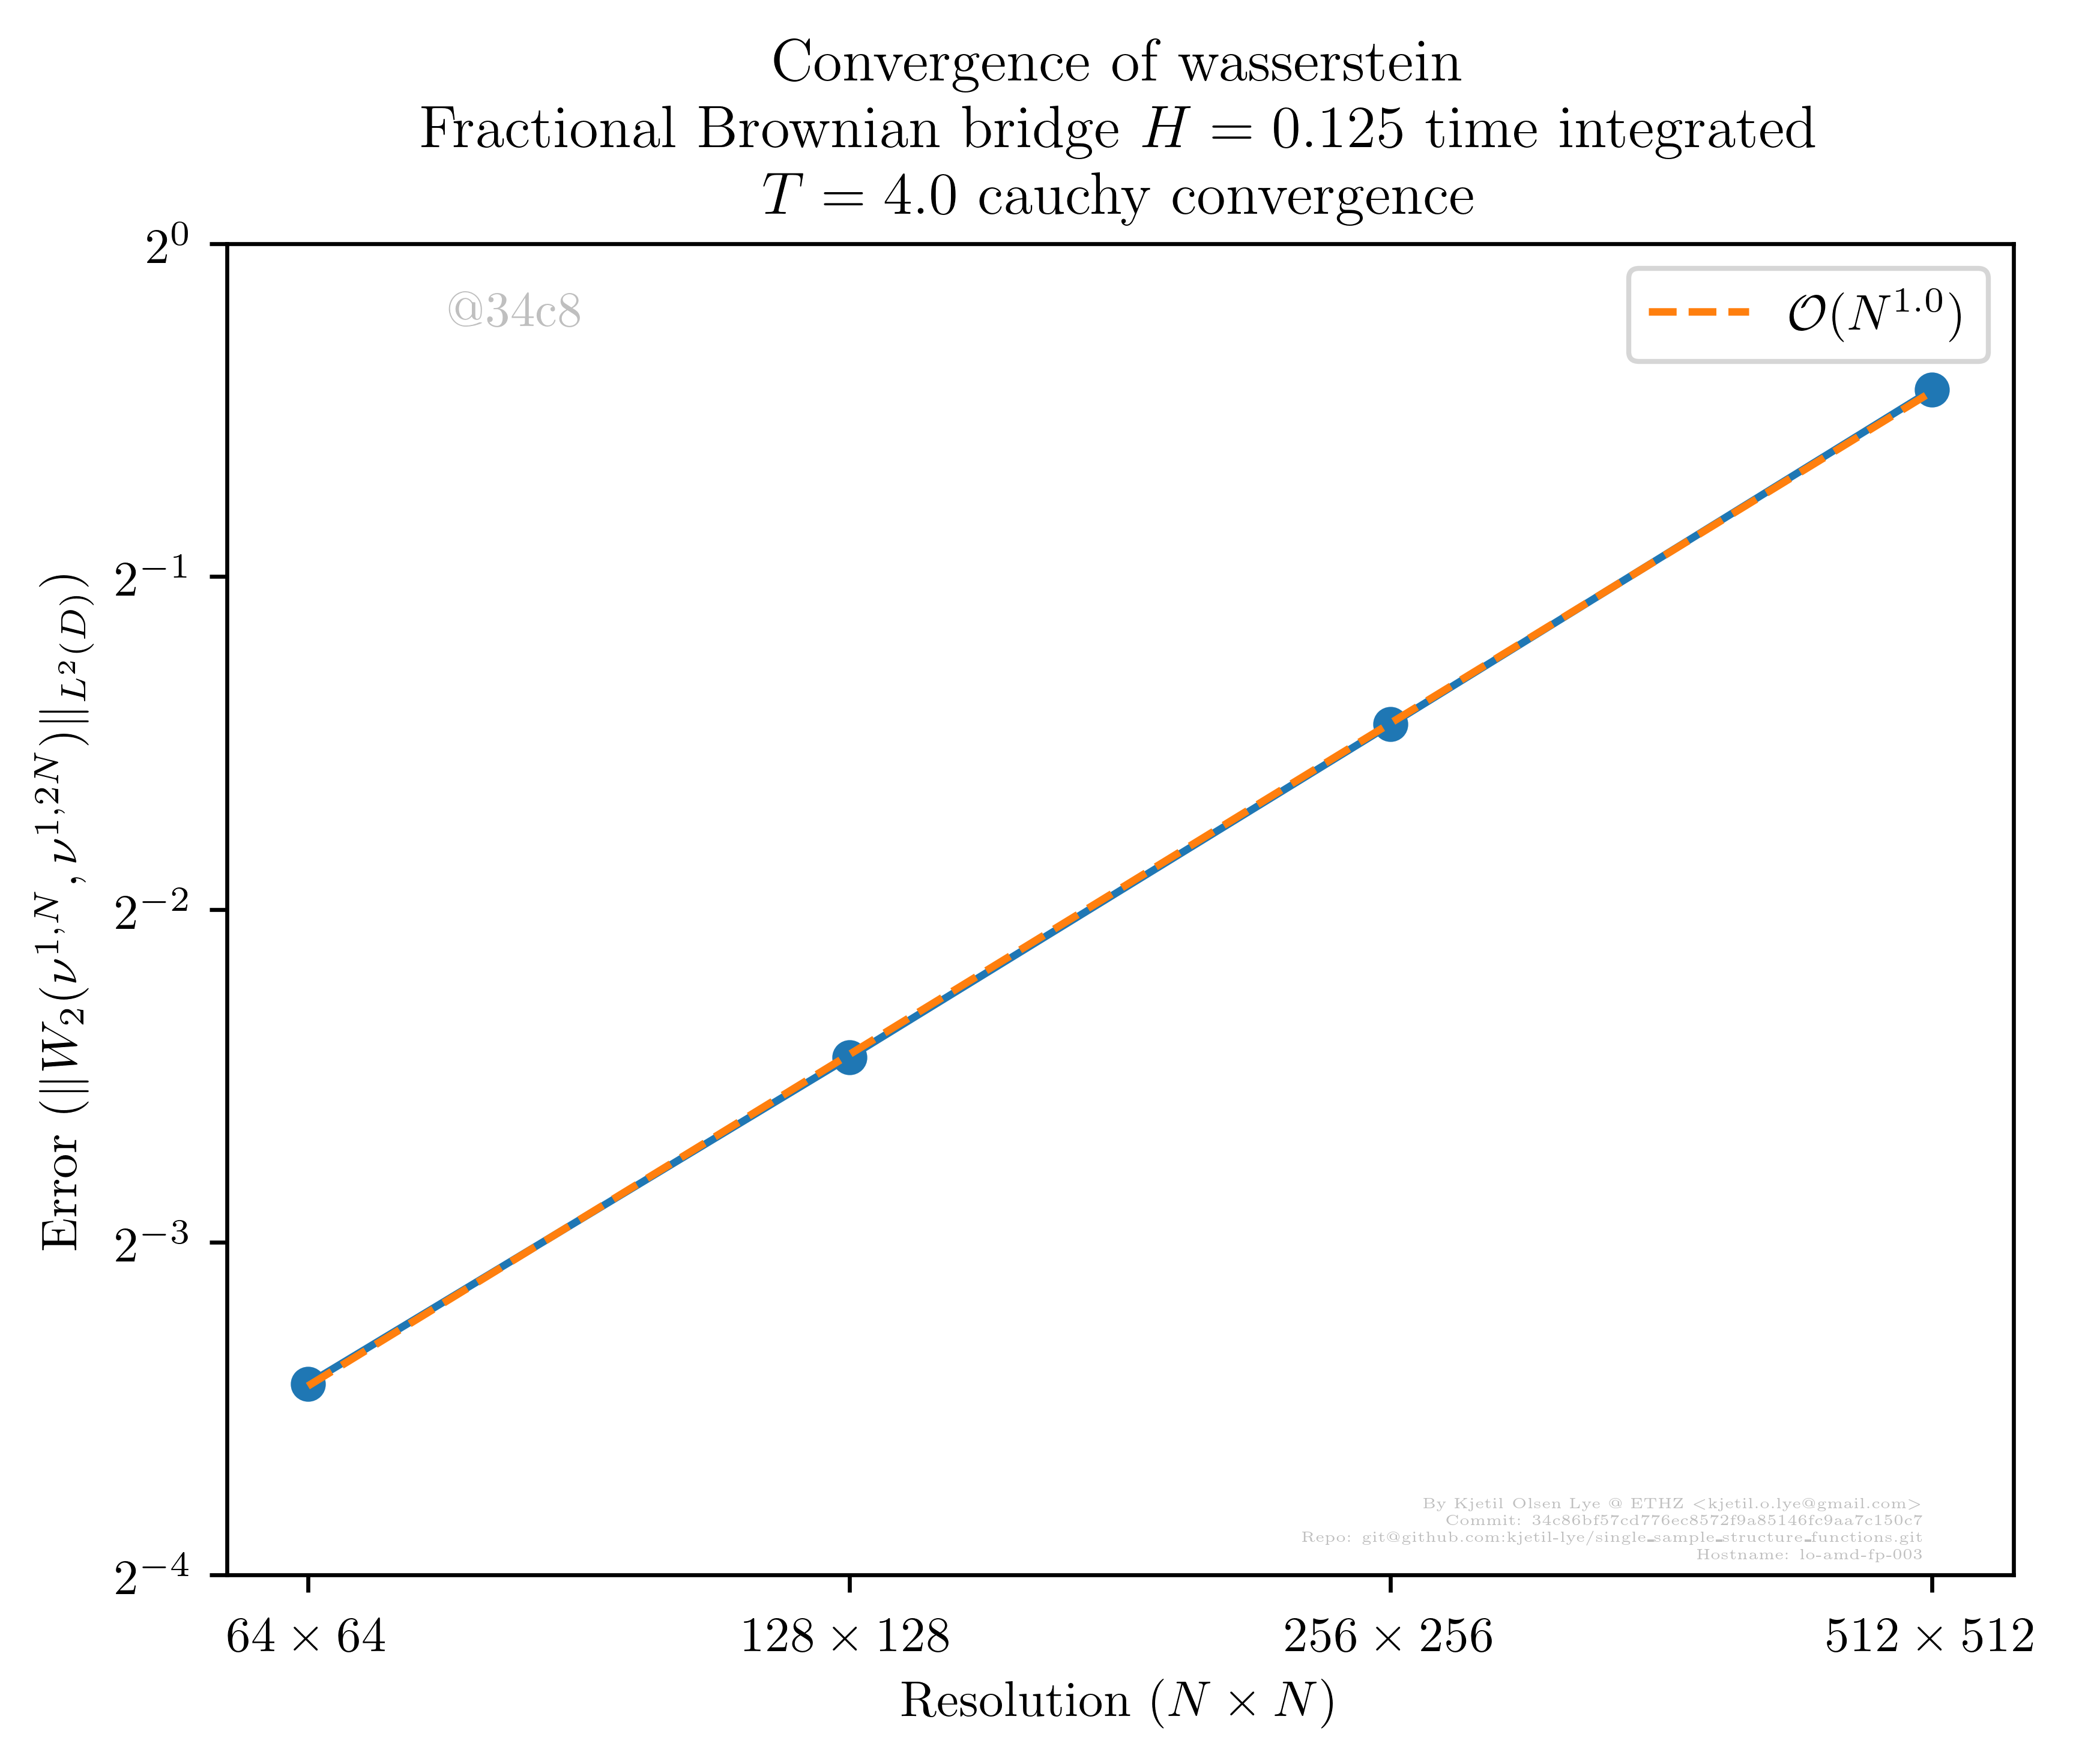 Convergence of wasserstein
Fractional Brownian bridge H = 0.125 time integrated
T = 4.0 cauchy convergence
@34c8
O(N^{1.0})
2^0
2^{-1}
2^{-2}
2^{-3}
2^{-4}
Error (||W_2(ν^{1,N}, ν^{1,2N})||_{L^2(D)})
By Kjetil Olsen Lye @ ETHZ <kjetil.o.lye@gmail.com>
Commit: 34c86bf57cd776ec8572f9a85146fc9aa7c150c7
Repo: git@github.com:kjetil-lye/single_sample_structure_functions.git
Hostname: lo-amd-fp-003
64 × 64
128 × 128
256 × 256
512 × 512
Resolution (N × N)